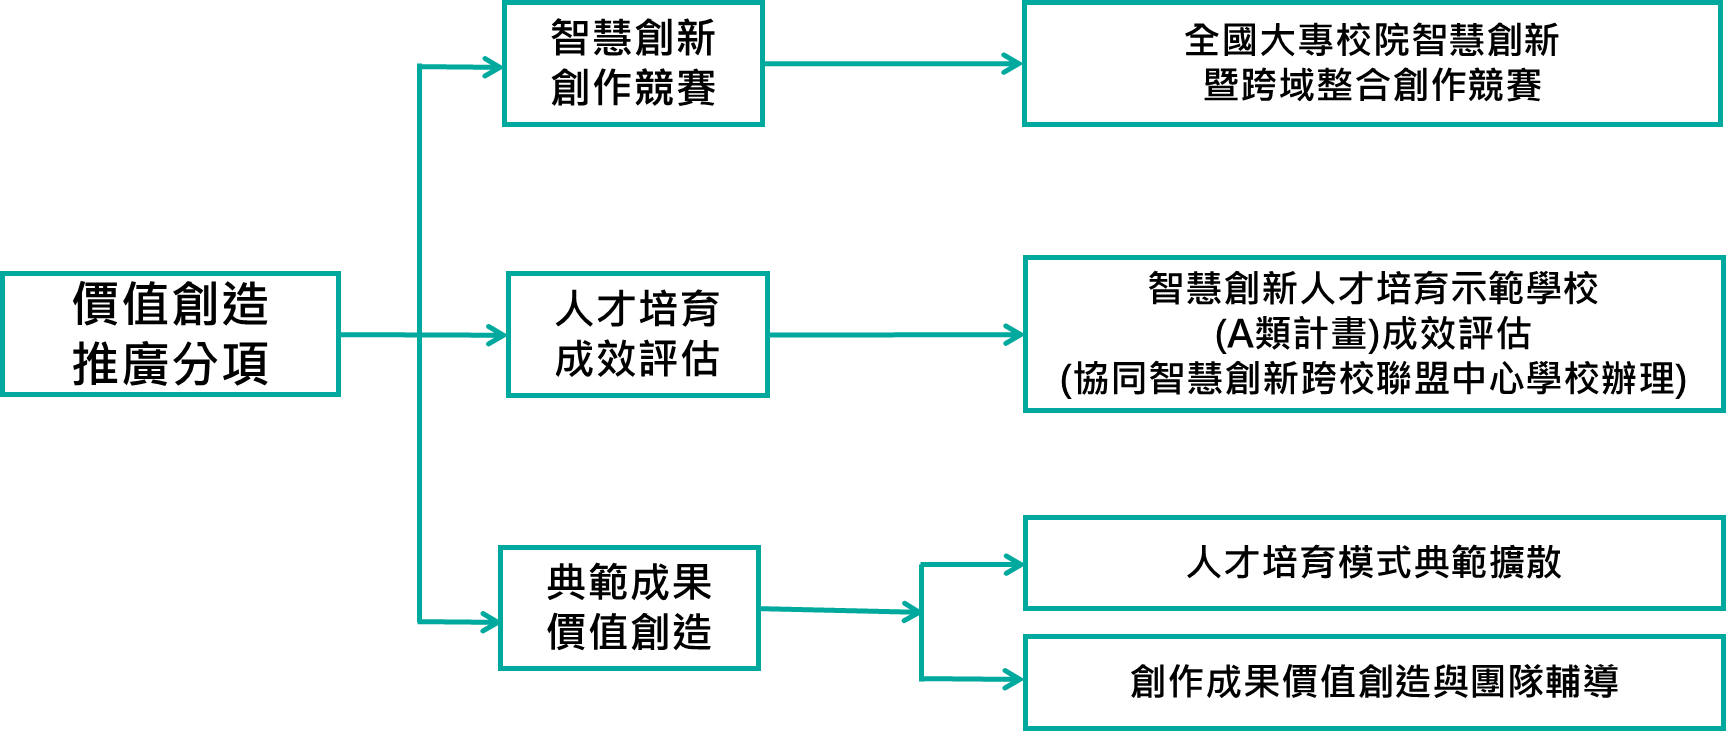 價值創造
推廣分項
智慧創新
創作競賽
全國大專校院智慧創新
暨跨域整合創作競賽
人才培育
成效評估
智慧創新人才培育示範學校
(A類計畫)成效評估
(協同智慧創新跨校聯盟中心學校辦理)
典範成果
價值創造
人才培育模式典範擴散
創作成果價值創造與團隊輔導